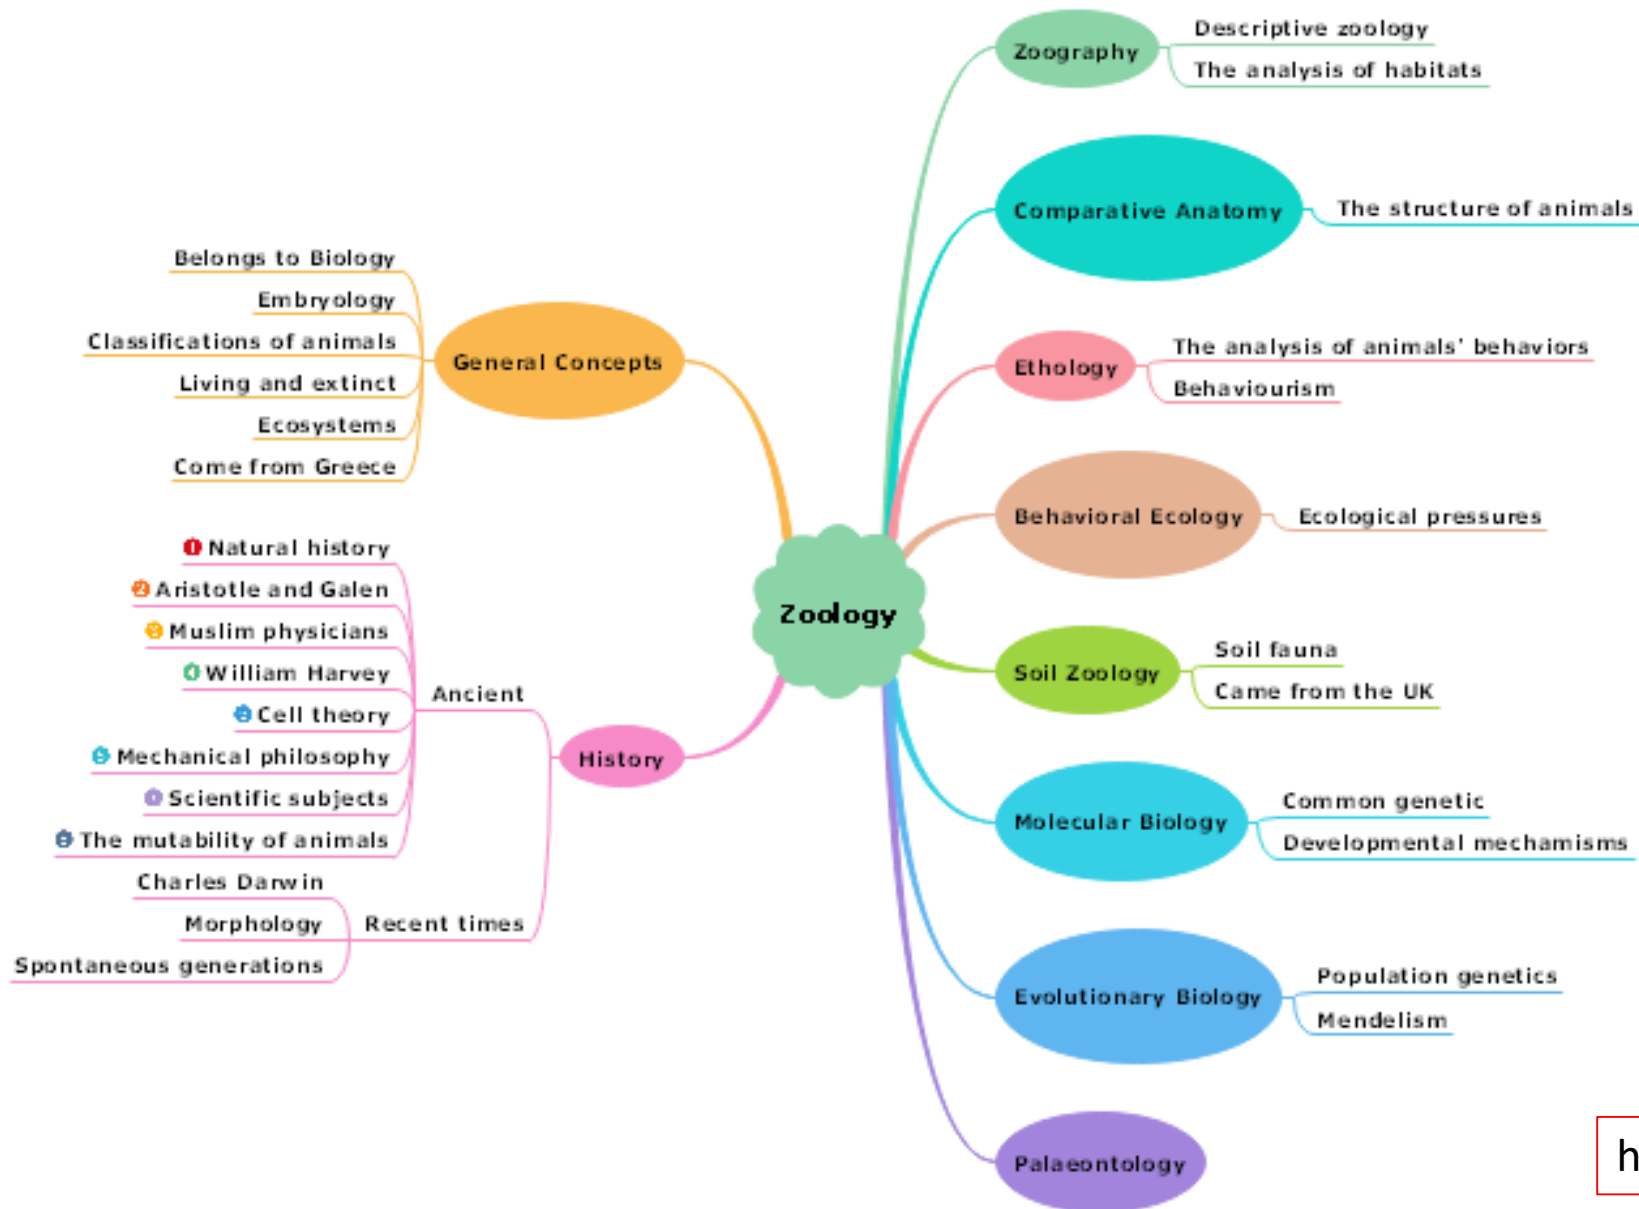 Zoology
General Concepts
Belongs to Biology
Embryology
Classifications of animals
Living and extinct
Ecosystems
Come from Greece
History
Ancient
Natural history
Aristotle and Galen
Muslim physicians
William Harvey
Cell theory
Mechanical philosophy
Scientific subjects
The mutability of animals
Recent times
Charles Darwin
Morphology
Spontaneous generations
Zoography
Descriptive zoology
The analysis of habitats
Comparative Anatomy
The structure of animals
Ethology
The analysis of animals' behaviors
Behaviourism
Behavioral Ecology
Ecological pressures
Soil Zoology
Soil fauna
Came from the UK
Molecular Biology
Common genetic
Developmental mechamisms
Evolutionary Biology
Population genetics
Mendelism
Palaeontology
h